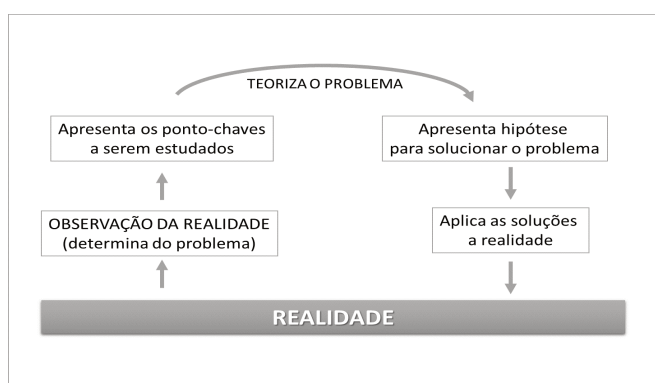 TEORIZA O PROBLEMA
Apresenta os ponto-chaves
a serem estudados
Apresenta hipótese
para solucionar o problema
OBSERVAÇÃO DA REALIDADE
(determina do problema)
Aplica as soluções
a realidade
REALIDADE